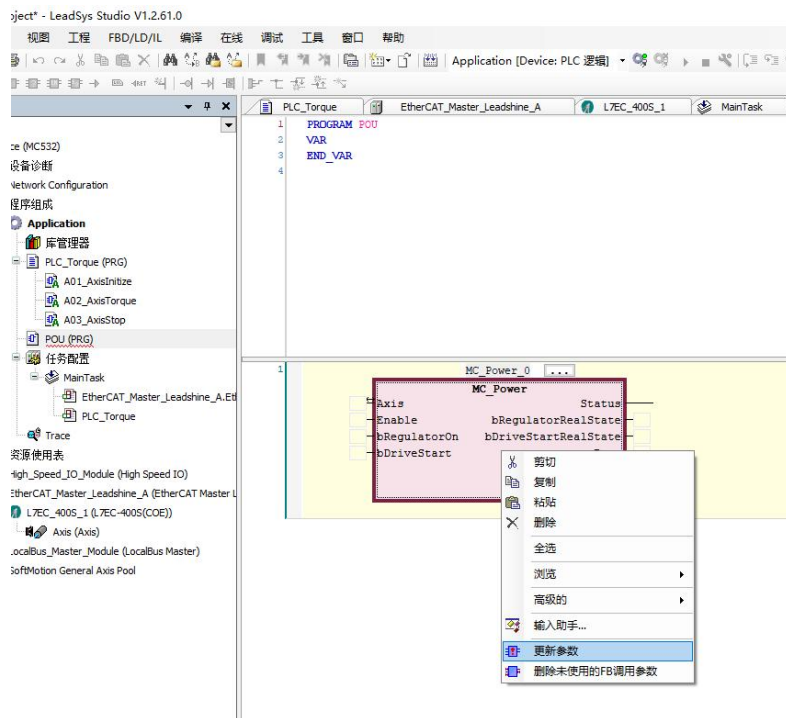 oject* - LeadSys Studio V1.2.61.0
视图 工程 FBD/LD/IL 编译 在线 调试 工具 窗口 帮助
Application [Device: PLC 逻辑]
PLC_Torque EtherCAT_Master_Leadshine_A L7EC_400S_1 MainTask
ce (MC532)
设备诊断
Network Configuration
程序组成
Application
库管理器
PLC_Torque (PRG)
A01_AxisInitize
A02_AxisTorque
A03_AxisStop
POU (PRG)
任务配置
MainTask
EtherCAT_Master_Leadshine_A.Et
PLC_Torque
Trace
资源使用表
High_Speed_IO_Module (High Speed IO)
EtherCAT_Master_Leadshine_A (EtherCAT Master L
L7EC_400S_1 (L7EC-400S(COE))
Axis (Axis)
LocalBus_Master_Module (LocalBus Master)
SoftMotion General Axis Pool
1 PROGRAM POU
2 VAR
3 END_VAR
4
1
MC_Power_0 ...
MC_Power
Axis Status
Enable bRegulatorRealState
bRegulatorOn bDriveStartRealState
bDriveStart
剪切
复制
粘贴
删除
全选
浏览
高级的
输入助手...
更新参数
删除未使用的FB调用参数